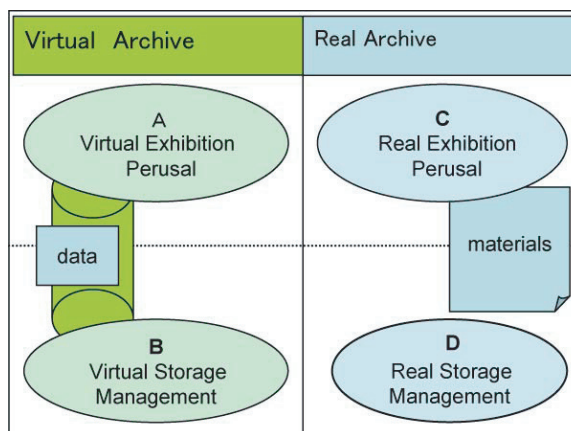 Virtual Archive
Real Archive
A
Virtual Exhibition
Perusal
C
Real Exhibition
Perusal
data
materials
B
Virtual Storage
Management
D
Real Storage
Management